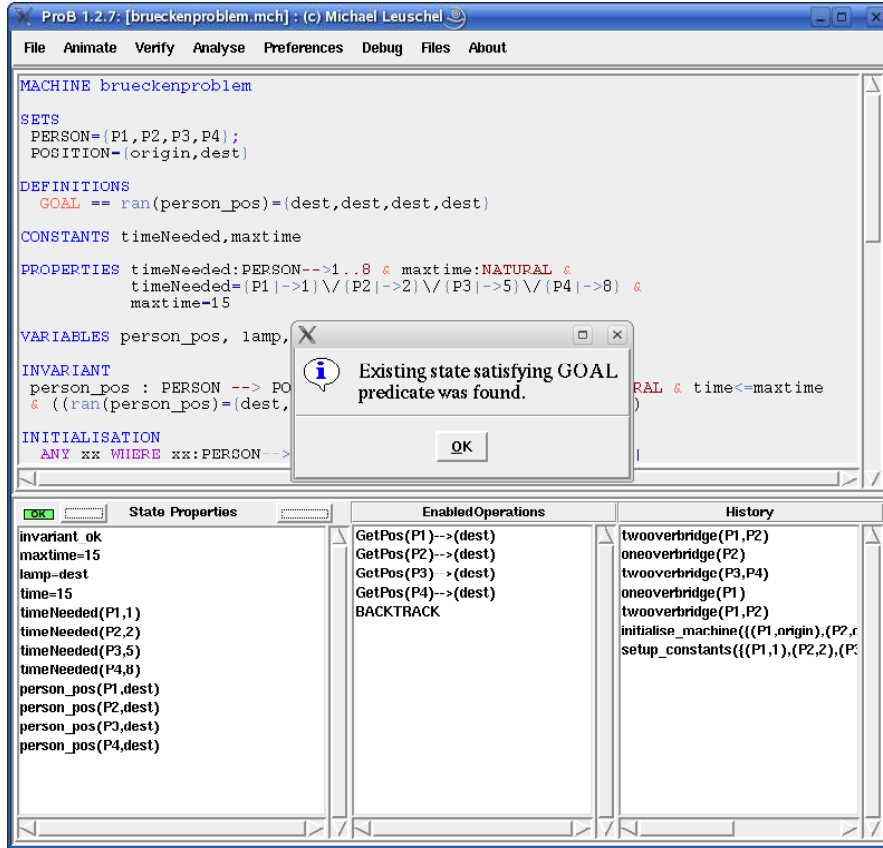 ProB 1.2.7: [brueckenproblem.mch] : (c) Michael Leuschel
File Animate Verify Analyse Preferences Debug Files About
MACHINE brueckenproblem
SETS
PERSON={P1,P2,P3,P4};
POSITION={origin,dest}
DEFINITIONS
GOAL == ran(person_pos)={dest,dest,dest,dest}
CONSTANTS timeNeeded,maxtime
PROPERTIES timeNeeded:PERSON-->1..8 & maxtime:NATURAL &
timeNeeded={P1|->1}\/{P2|->2}\/{P3|->5}\/{P4|->8} &
maxtime=15
VARIABLES person_pos, lamp,
INVARIANT
person_pos : PERSON --> PO RAL & time<=maxtime
& ((ran(person_pos)={dest, )
INITIALISATION
ANY xx WHERE xx:PERSON--> |
Existing state satisfying GOAL
predicate was found.
OK
OK State Properties
invariant_ok
maxtime=15
lamp=dest
time=15
timeNeeded(P1,1)
timeNeeded(P2,2)
timeNeeded(P3,5)
timeNeeded(P4,8)
person_pos(P1,dest)
person_pos(P2,dest)
person_pos(P3,dest)
person_pos(P4,dest)
EnabledOperations
GetPos(P1)-->(dest)
GetPos(P2)-->(dest)
GetPos(P3)-->(dest)
GetPos(P4)-->(dest)
BACKTRACK
History
twooverbridge(P1,P2)
oneoverbridge(P2)
twooverbridge(P3,P4)
oneoverbridge(P1)
twooverbridge(P1,P2)
initialise_machine({(P1,origin),(P2,o
setup_constants({(P1,1),(P2,2),(P3